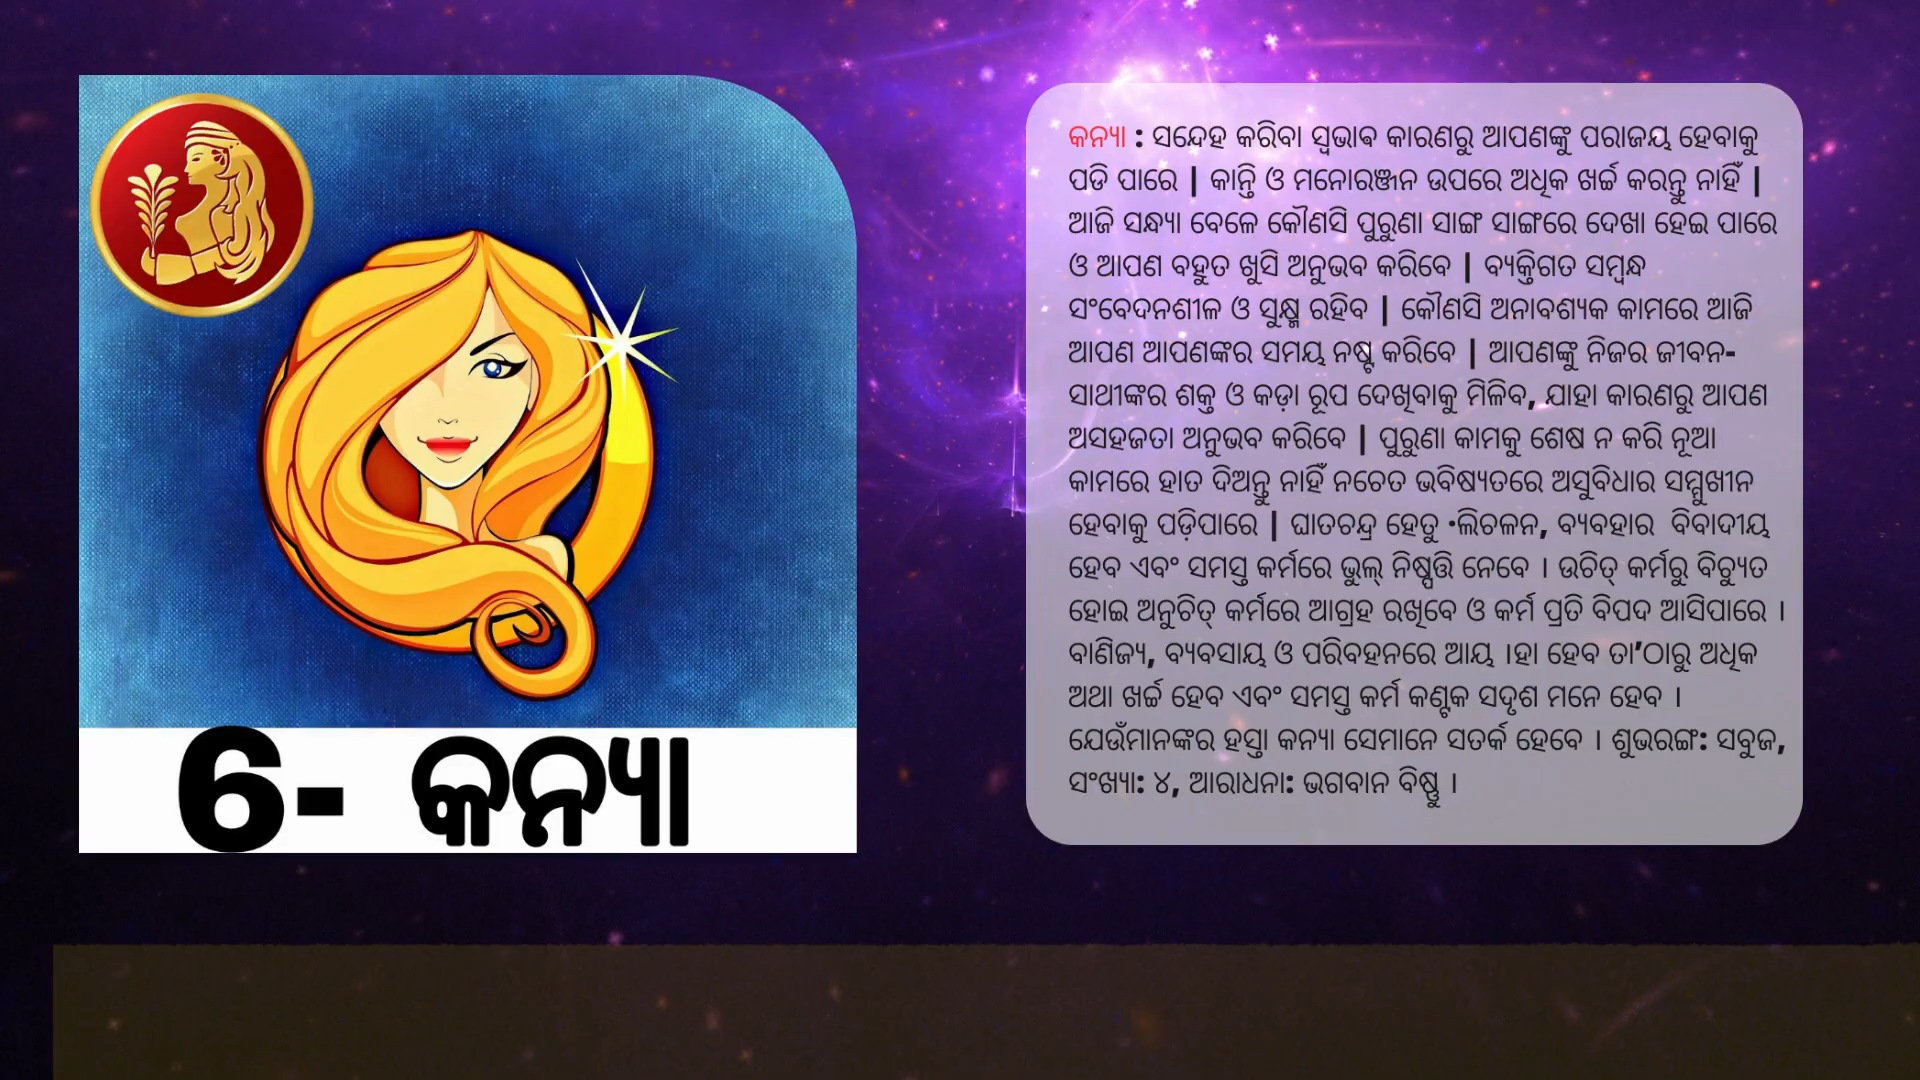 6- କନ୍ୟା
କନ୍ୟା : ସନ୍ଦେହ କରିବା ସ୍ୱଭାଵ କାରଣରୁ ଆପଣଙ୍କୁ ପରାଜୟ ହେବାକୁ
ପଡି ପାରେ | କାନ୍ତି ଓ ମନୋରଞ୍ଜନ ଉପରେ ଅଧିକ ଖର୍ଚ୍ଚ କରନ୍ତୁ ନାହିଁ |
ଆଜି ସନ୍ଧ୍ୟା ବେଳେ କୌଣସି ପୁରୁଣା ସାଙ୍ଗ ସାଙ୍ଗରେ ଦେଖା ହେଇ ପାରେ
ଓ ଆପଣ ବହୁତ ଖୁସି ଅନୁଭବ କରିବେ | ବ୍ୟକ୍ତିଗତ ସମ୍ବନ୍ଧ
ସଂବେଦନଶୀଳ ଓ ସୁକ୍ଷ୍ମ ରହିବ | କୌଣସି ଅନାବଶ୍ୟକ କାମରେ ଆଜି
ଆପଣ ଆପଣଙ୍କର ସମୟ ନଷ୍ଟ କରିବେ | ଆପଣଙ୍କୁ ନିଜର ଜୀବନ-
ସାଥୀଙ୍କର ଶକ୍ତ ଓ କଡ଼ା ରୂପ ଦେଖିବାକୁ ମିଳିବ, ଯାହା କାରଣରୁ ଆପଣ
ଅସହଜତା ଅନୁଭବ କରିବେ | ପୁରୁଣା କାମକୁ ଶେଷ ନ କରି ନୂଆ
କାମରେ ହାତ ଦିଅନ୍ତୁ ନାହିଁ ନଚେତ ଭବିଷ୍ୟତରେ ଅସୁବିଧାର ସମ୍ମୁଖୀନ
ହେବାକୁ ପଡ଼ିପାରେ | ଘାତଚନ୍ଦ୍ର ହେତୁ ·ଲିଚଳନ, ବ୍ୟବହାର ବିବାଦୀୟ
ହେବ ଏବଂ ସମସ୍ତ କର୍ମରେ ଭୁଲ୍ ନିଷ୍ପତ୍ତି ନେବେ । ଉଚିତ୍ କର୍ମରୁ ବିଚ୍ୟୁତ
ହୋଇ ଅନୁଚିତ୍ କର୍ମରେ ଆଗ୍ରହ ରଖିବେ ଓ କର୍ମ ପ୍ରତି ବିପଦ ଆସିପାରେ ।
ବାଣିଜ୍ୟ, ବ୍ୟବସାୟ ଓ ପରିବହନରେ ଆୟ ।ହା ହେବ ତା’ଠାରୁ ଅଧିକ
ଅଥା ଖର୍ଚ୍ଚ ହେବ ଏବଂ ସମସ୍ତ କର୍ମ କଣ୍ଟକ ସଦୃଶ ମନେ ହେବ ।
ଯେଉଁମାନଙ୍କର ହସ୍ତା କନ୍ୟା ସେମାନେ ସତର୍କ ହେବେ । ଶୁଭରଙ୍ଗ: ସବୁଜ,
ସଂଖ୍ୟା: ୪, ଆରାଧନା: ଭଗବାନ ବିଷ୍ଣୁ ।